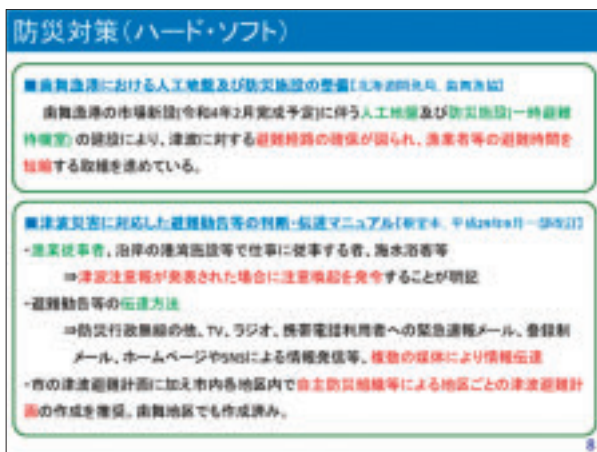 防災対策(ハード・ソフト)
■歯舞漁港における人工地盤及び防災施設の整備【北海道開発局、歯舞漁協】
歯舞漁港の市場新設(令和4年2月完成予定)に伴う人工地盤及び防災施設(一時避難
待機室)の建設により、津波に対する避難経路の確保が図られ、漁業者等の避難時間を
短縮する取組を進めている。
■津波災害に対応した避難勧告等の判断・伝達マニュアル【根室市、平成28年8月一部改訂】
・漁業従事者、沿岸の港湾施設等で仕事に従事する者、海水浴客等
⇒津波注意報が発表された場合に注意喚起を発令することが明記
・避難勧告等の伝達方法
⇒防災行政無線の他、TV、ラジオ、携帯電話利用者への緊急速報メール、登録制
メール、ホームページやSNSによる情報発信等、複数の媒体により情報伝達
・市の津波避難計画に加え市内各地区内で自主防災組織等による地区ごとの津波避難計
画の作成を推奨。歯舞地区でも作成済み。
8